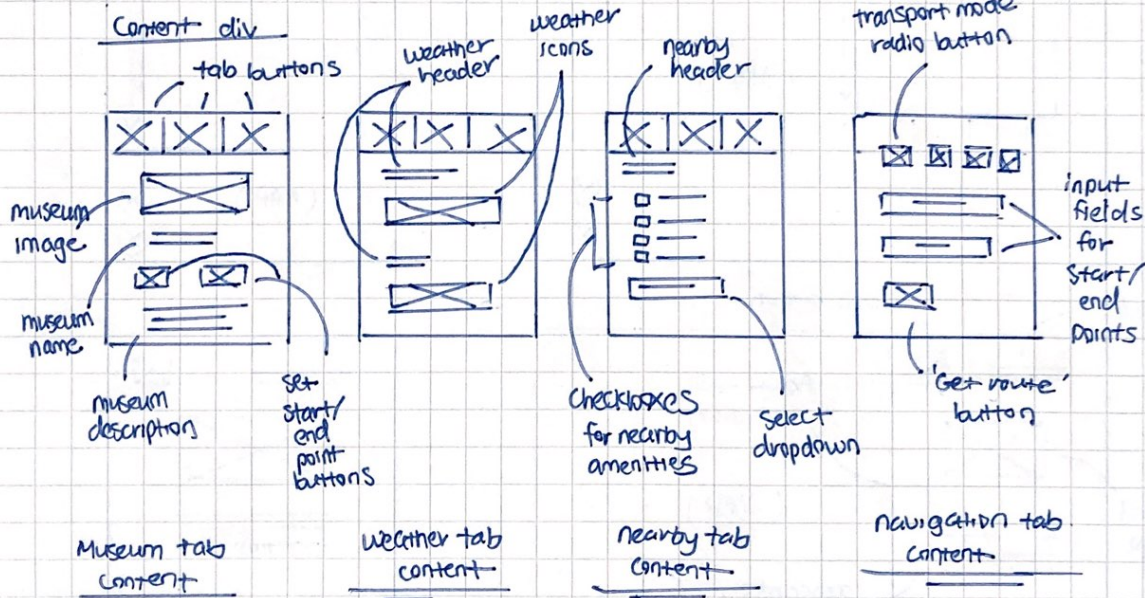 Content div
tab buttons
weather
header
weather
icons
nearby
header
transport mode
radio button
museum
image
museum
name
museum
description
set
start/
end
point
buttons
checkboxes
for nearby
amenities
select
dropdown
input
fields
for
start/
end
points
'Get route'
button
Museum tab
content
weather tab
content
nearby tab
content
navigation tab
content